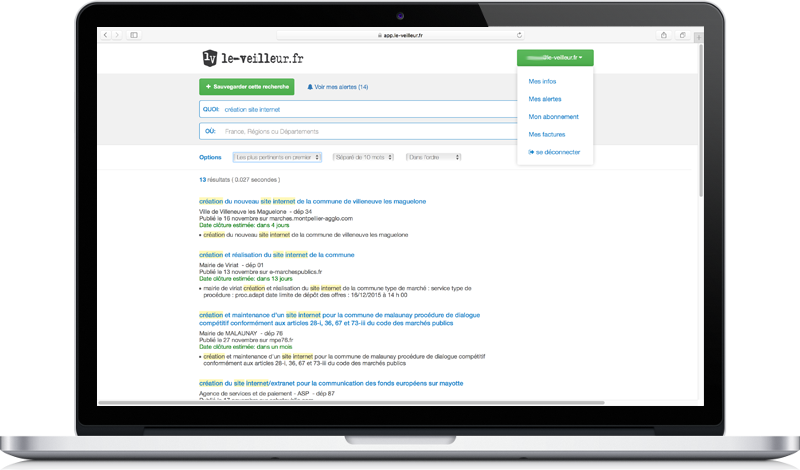 app.le-veilleur.fr
lv le-veilleur.fr
le-veilleur.fr
Sauvegarder cette recherche
Voir mes alertes (14)
Mes infos
Mes alertes
Mon abonnement
Mes factures
se déconnecter
QUOI: création site internet
OÙ: France, Régions ou Départements
Options Les plus pertinents en premier Séparé de 10 mots Dans l'ordre
13 résultats ( 0.027 secondes )
création du nouveau site internet de la commune de villeneuve les maguelone
Ville de Villeneuve les Maguelone - dép 34
Publié le 16 novembre sur marches.montpellier-agglo.com
Date clôture estimée: dans 4 jours
• création du nouveau site internet de la commune de villeneuve les maguelone
création et réalisation du site internet de la commune
Mairie de Viriat - dép 01
Publié le 13 novembre sur e-marchespublics.fr
Date clôture estimée: dans 13 jours
• mairie de viriat création et réalisation du site internet de la commune type de marché : service type de
procédure : proc.adapt date limite de dépôt des offres : 16/12/2015 à 14 h 00
création et maintenance d'un site internet pour la commune de malaunay procédure de dialogue
compétitif conformément aux articles 28-i, 36, 67 et 73-iii du code des marchés publics
Mairie de MALAUNAY - dép 76
Publié le 27 novembre sur mpe76.fr
Date clôture estimée: dans un mois
• création et maintenance d'un site internet pour la commune de malaunay procédure de dialogue compétitif
conformément aux articles 28-i, 36, 67 et 73-iii du code des marchés publics
création du site internet/extranet pour la communication des fonds européens sur mayotte
Agence de services et de paiement - ASP - dép 87